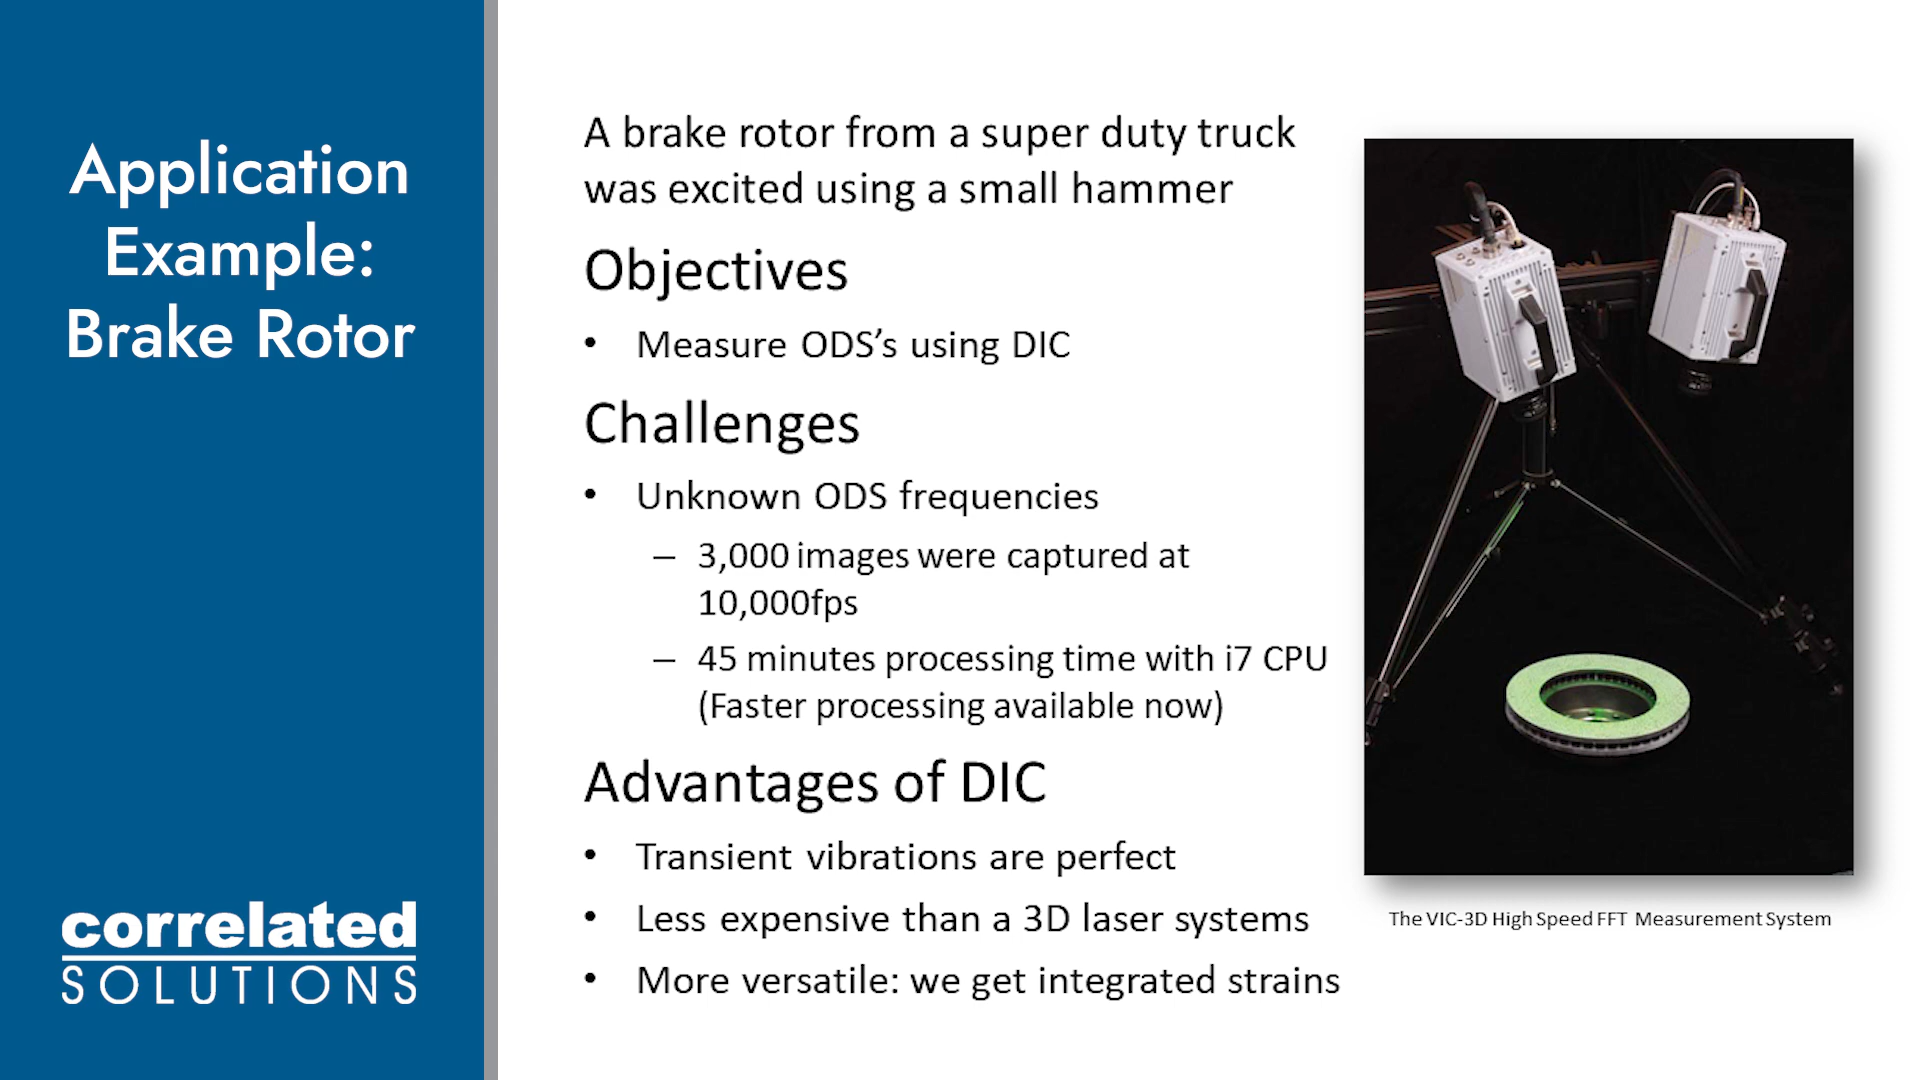 Application
Example:
Brake Rotor
correlated
SOLUTIONS
A brake rotor from a super duty truck
was excited using a small hammer
Objectives
• Measure ODS’s using DIC
Challenges
• Unknown ODS frequencies
– 3,000 images were captured at
10,000fps
– 45 minutes processing time with i7 CPU
(Faster processing available now)
Advantages of DIC
• Transient vibrations are perfect
• Less expensive than a 3D laser systems
• More versatile: we get integrated strains
The VIC-3D High Speed FFT Measurement System